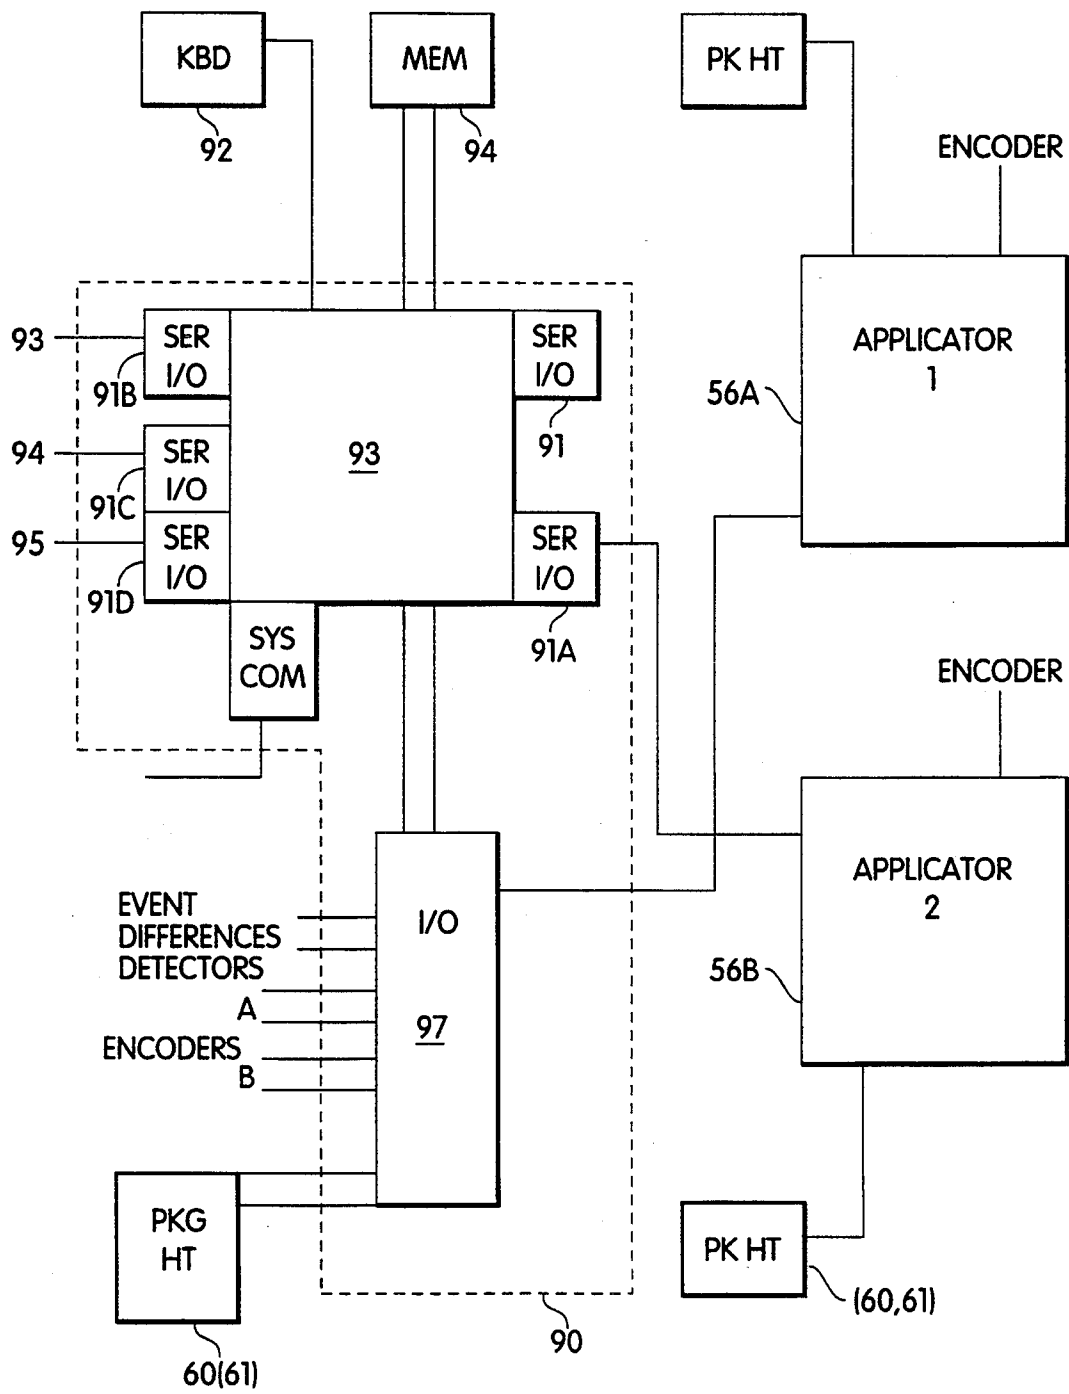 KBD
92
MEM
94
PK HT
ENCODER
93
SER
I/O
91B
94
SER
I/O
91C
95
SER
I/O
91D
93
SER
I/O
91
SER
I/O
91A
SYS
COM
APPLICATOR
1
56A
ENCODER
APPLICATOR
2
56B
I/O
97
EVENT
DIFFERENCES
DETECTORS
A
ENCODERS
B
PKG
HT
60(61)
90
PK HT
(60,61)